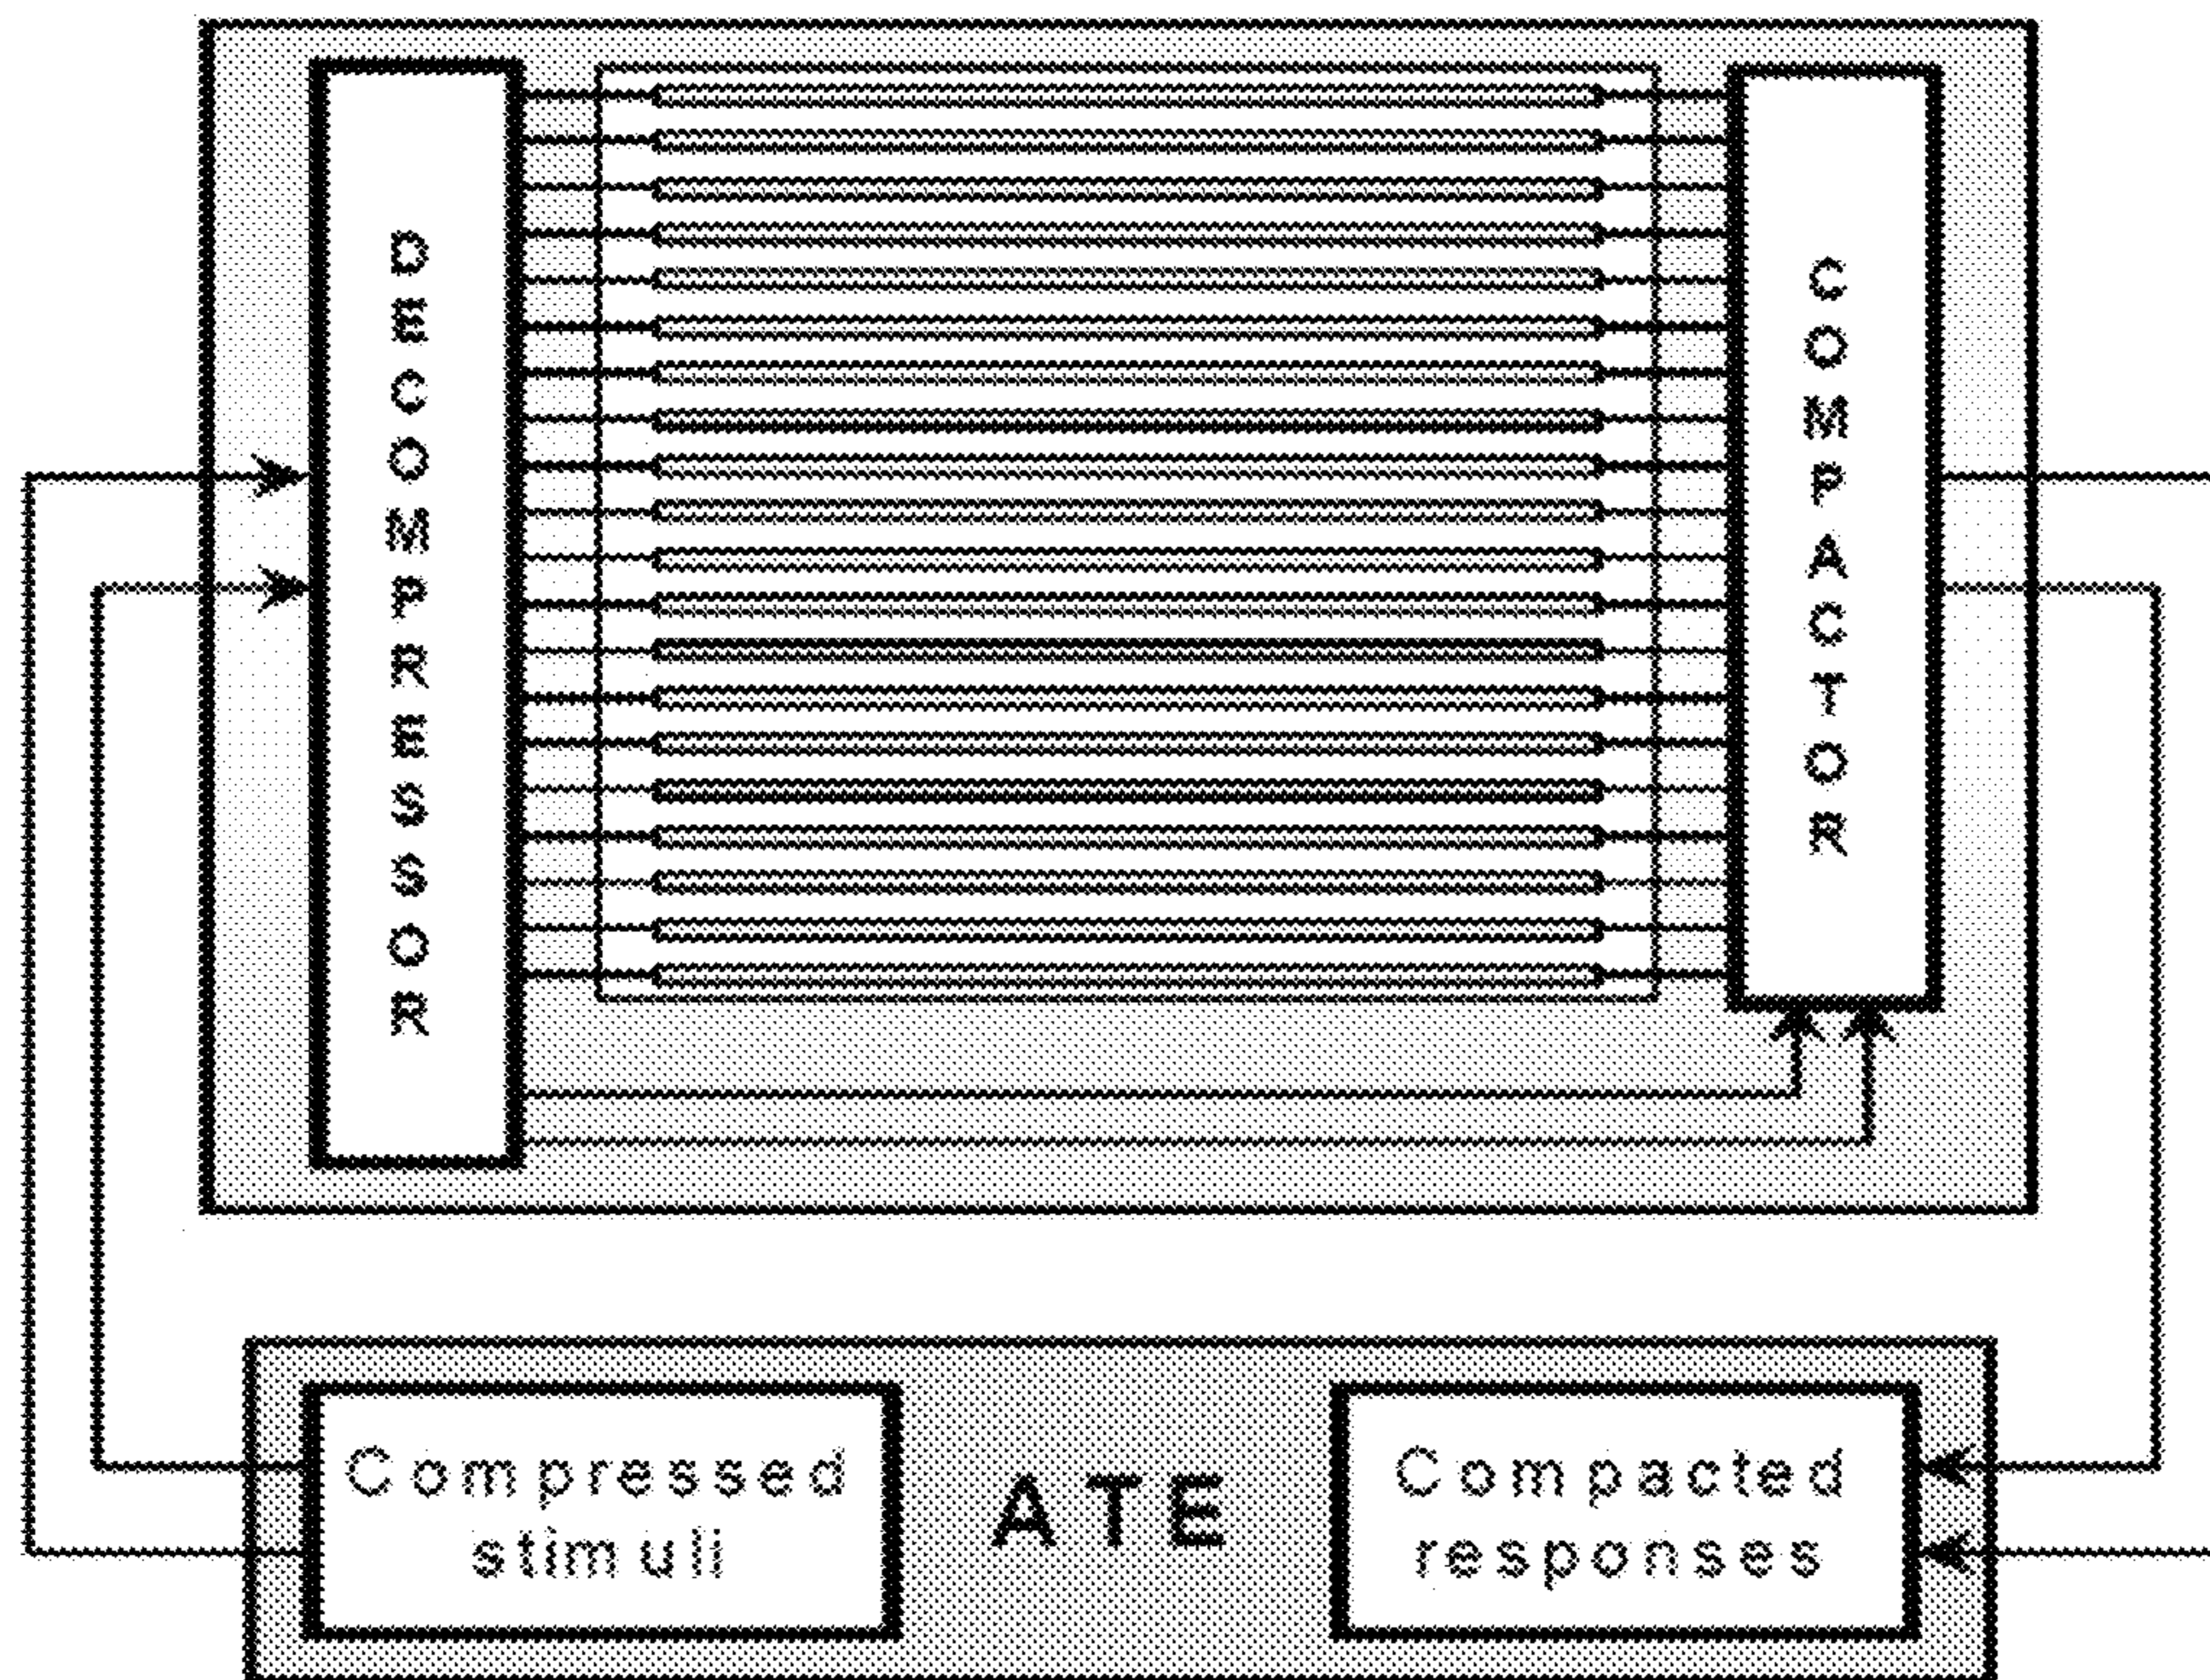 DECOMPRESSOR
COMPACTOR
Compressed
stimuli
ATE
Compacted
responses